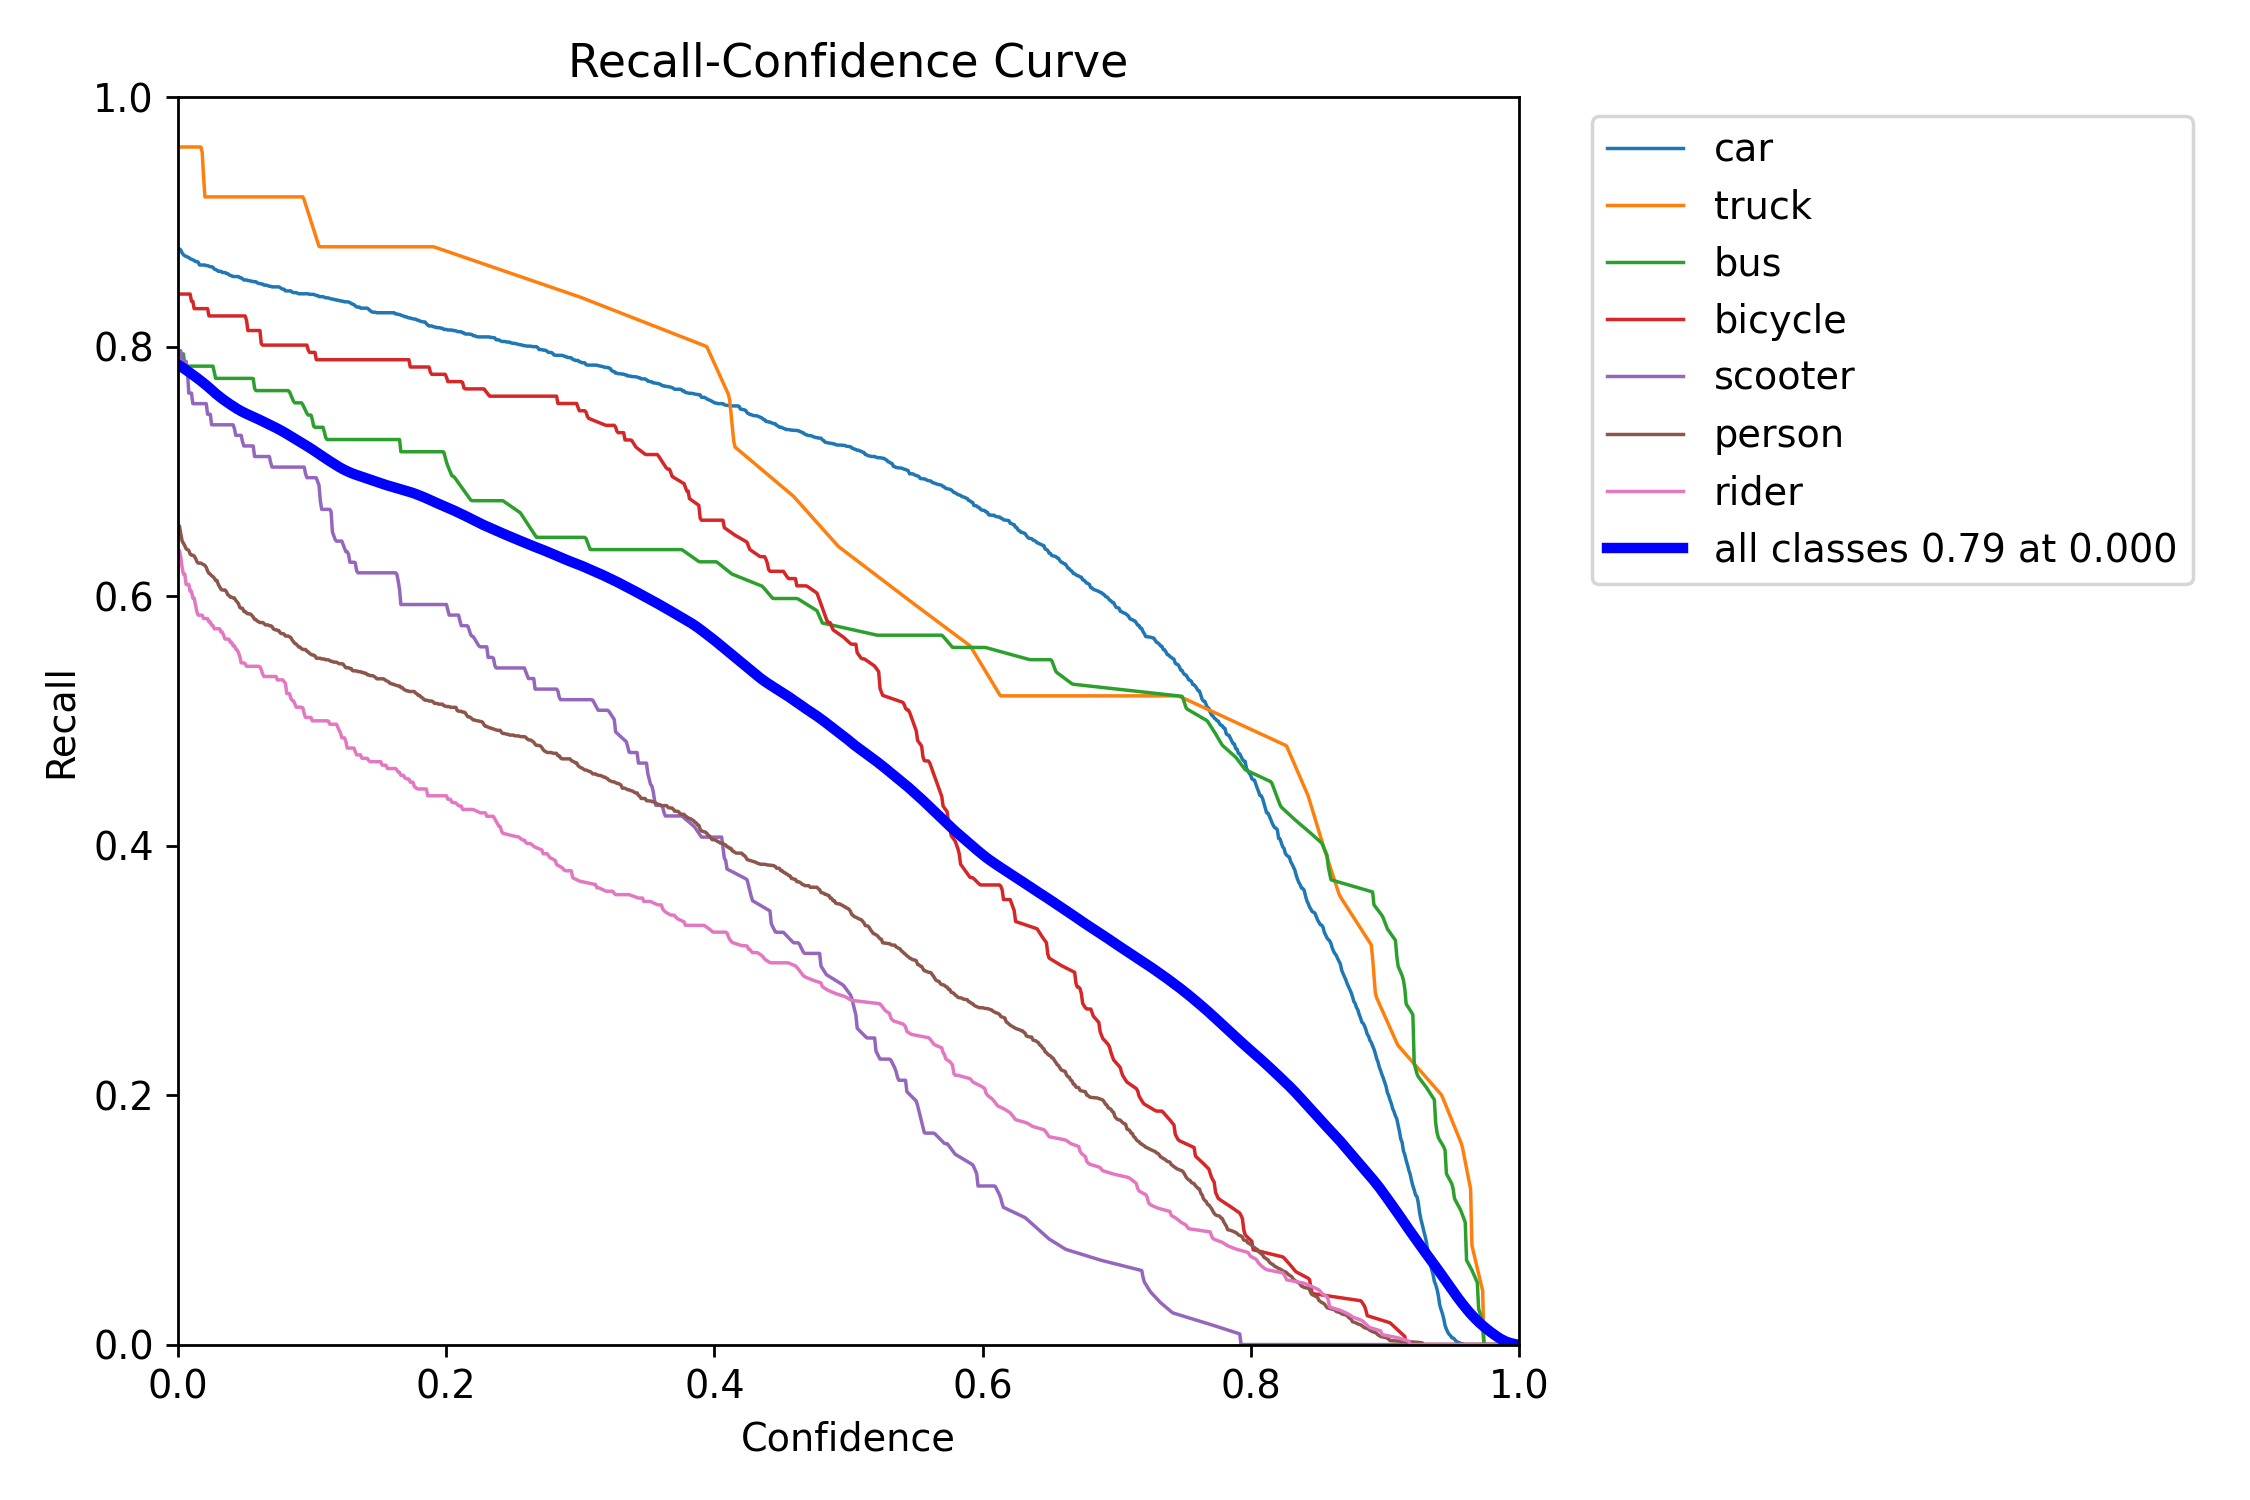 Recall-Confidence Curve
1.0
0.8
0.6
0.4
0.2
0.0
Recall
0.0 0.2 0.4 0.6 0.8 1.0
Confidence
car
truck
bus
bicycle
scooter
person
rider
all classes 0.79 at 0.000